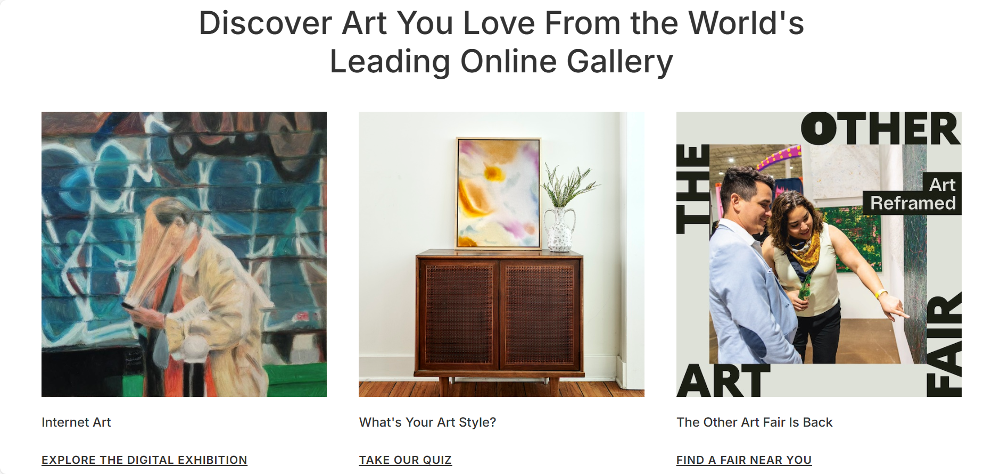 Discover Art You Love From the World's
Leading Online Gallery
THE
OTHER
Art
Reframed
ART
FAIR
Internet Art
What's Your Art Style?
The Other Art Fair Is Back
EXPLORE THE DIGITAL EXHIBITION
TAKE OUR QUIZ
FIND A FAIR NEAR YOU